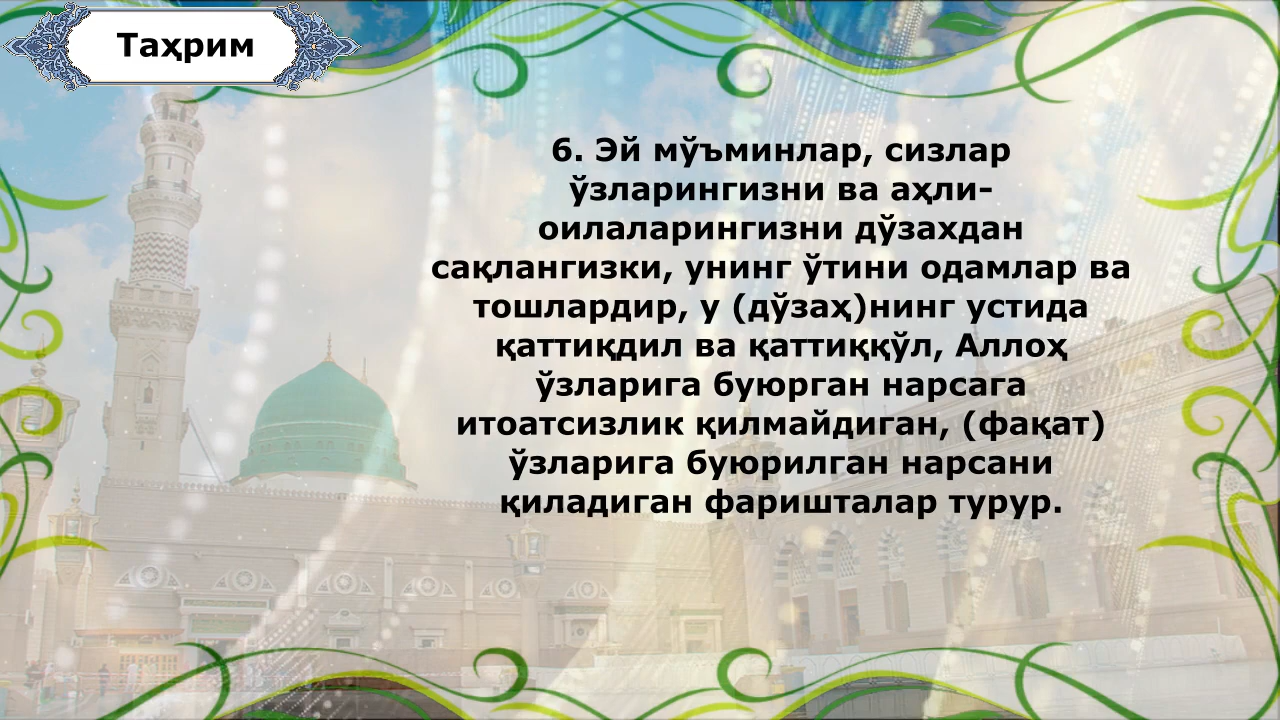 Таҳрим
6. Эй мўъминлар, сизлар
ўзларингизни ва аҳли-
оилаларингизни дўзахдан
сақлангизки, унинг ўтини одамлар ва
тошлардир, у (дўзаҳ)нинг устида
қаттиқдил ва қаттиққўл, Аллоҳ
ўзларига буюрган нарсага
итоатсизлик қилмайдиган, (фақат)
ўзларига буюрилган нарсани
қиладиган фаришталар турур.